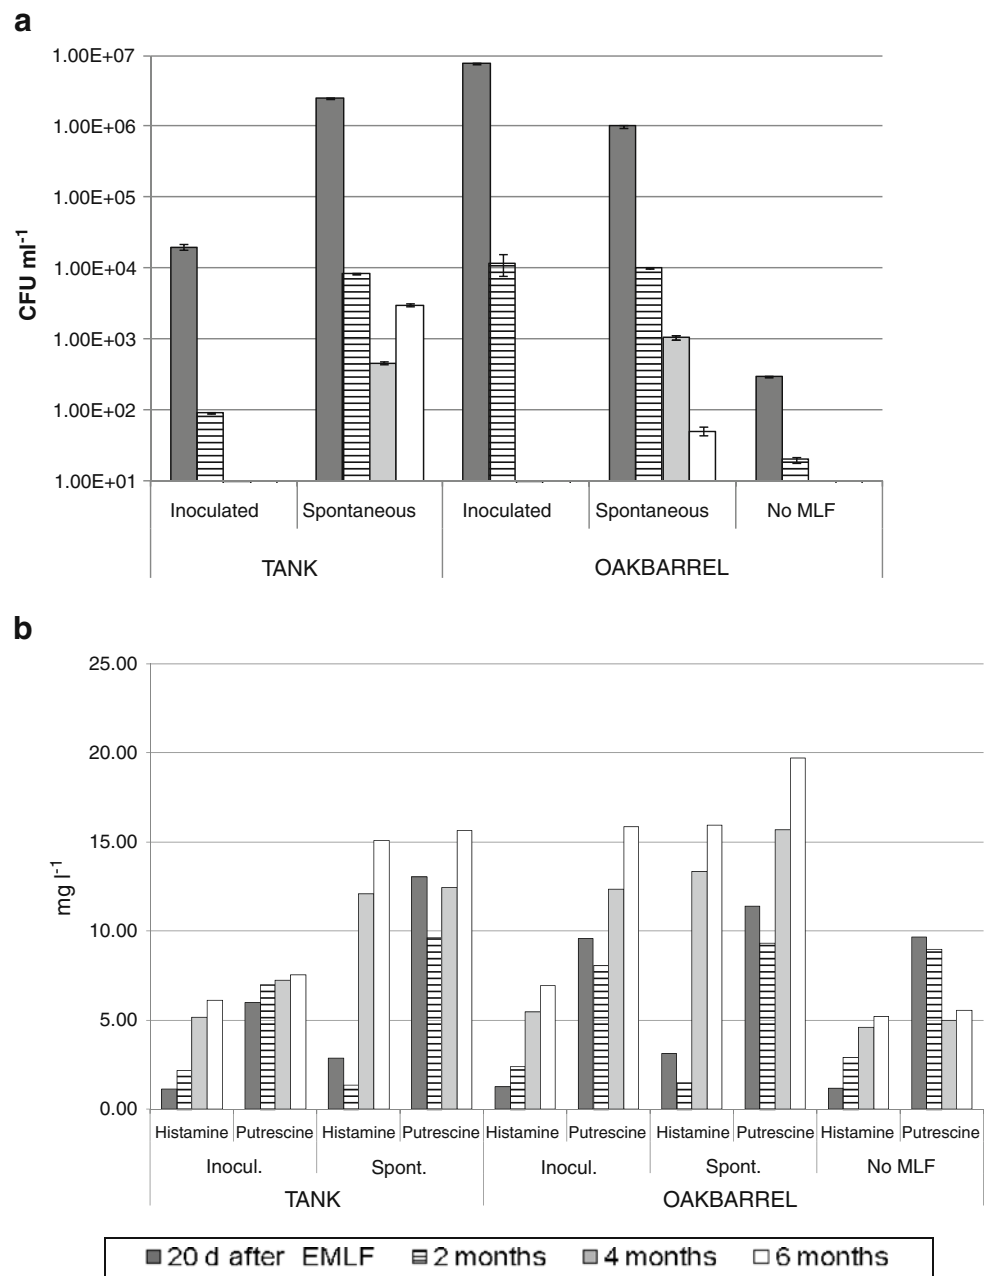 a
1.00E+07
1.00E+06
1.00E+05
1.00E+04
1.00E+03
1.00E+02
1.00E+01
CFU ml-1
Inoculated Spontaneous Inoculated Spontaneous No MLF
TANK OAKBARREL
b
25.00
20.00
15.00
10.00
5.00
0.00
mg l-1
Histamine Putrescine Histamine Putrescine Histamine Putrescine Histamine Putrescine Histamine Putrescine
Inocul. Spont. Inocul. Spont. No MLF
TANK OAKBARREL
20 d after EMLF 2 months 4 months 6 months